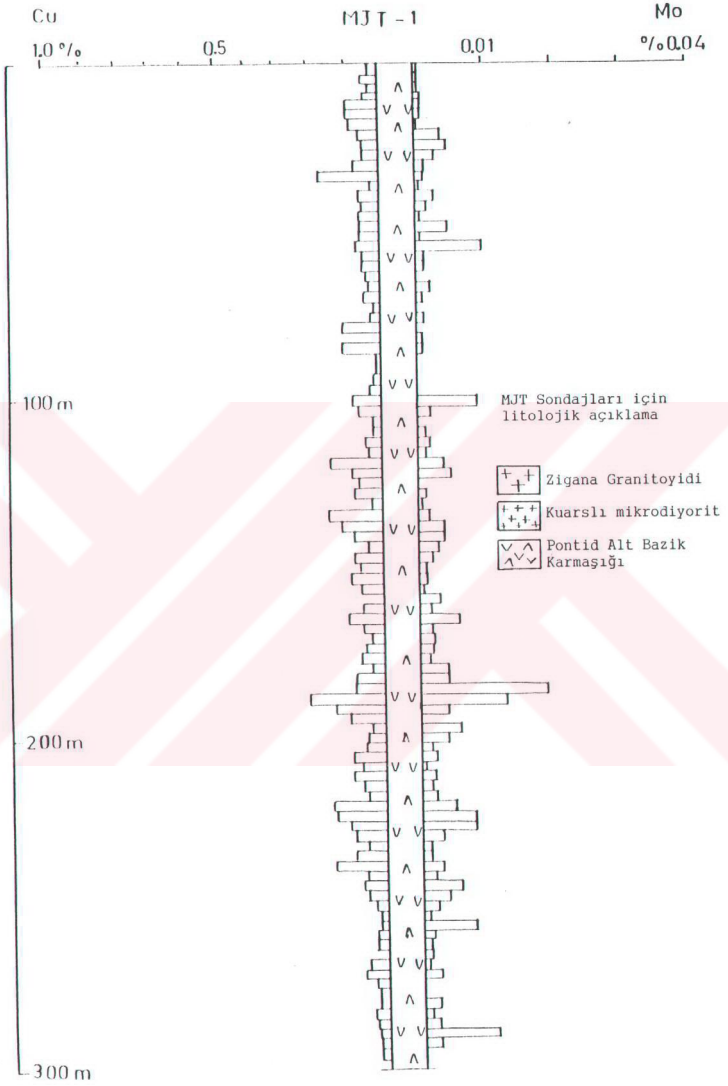 Cu MJT-1 Mo
1.0 % 0.5 0.01 % 0.04
100 m
MJT Sondajları için
litolojik açıklama
Zigana Granitoyidi
Kuarslı mikrodiyorit
Pontid Alt Bazik
Karmaşığı
200 m
300 m